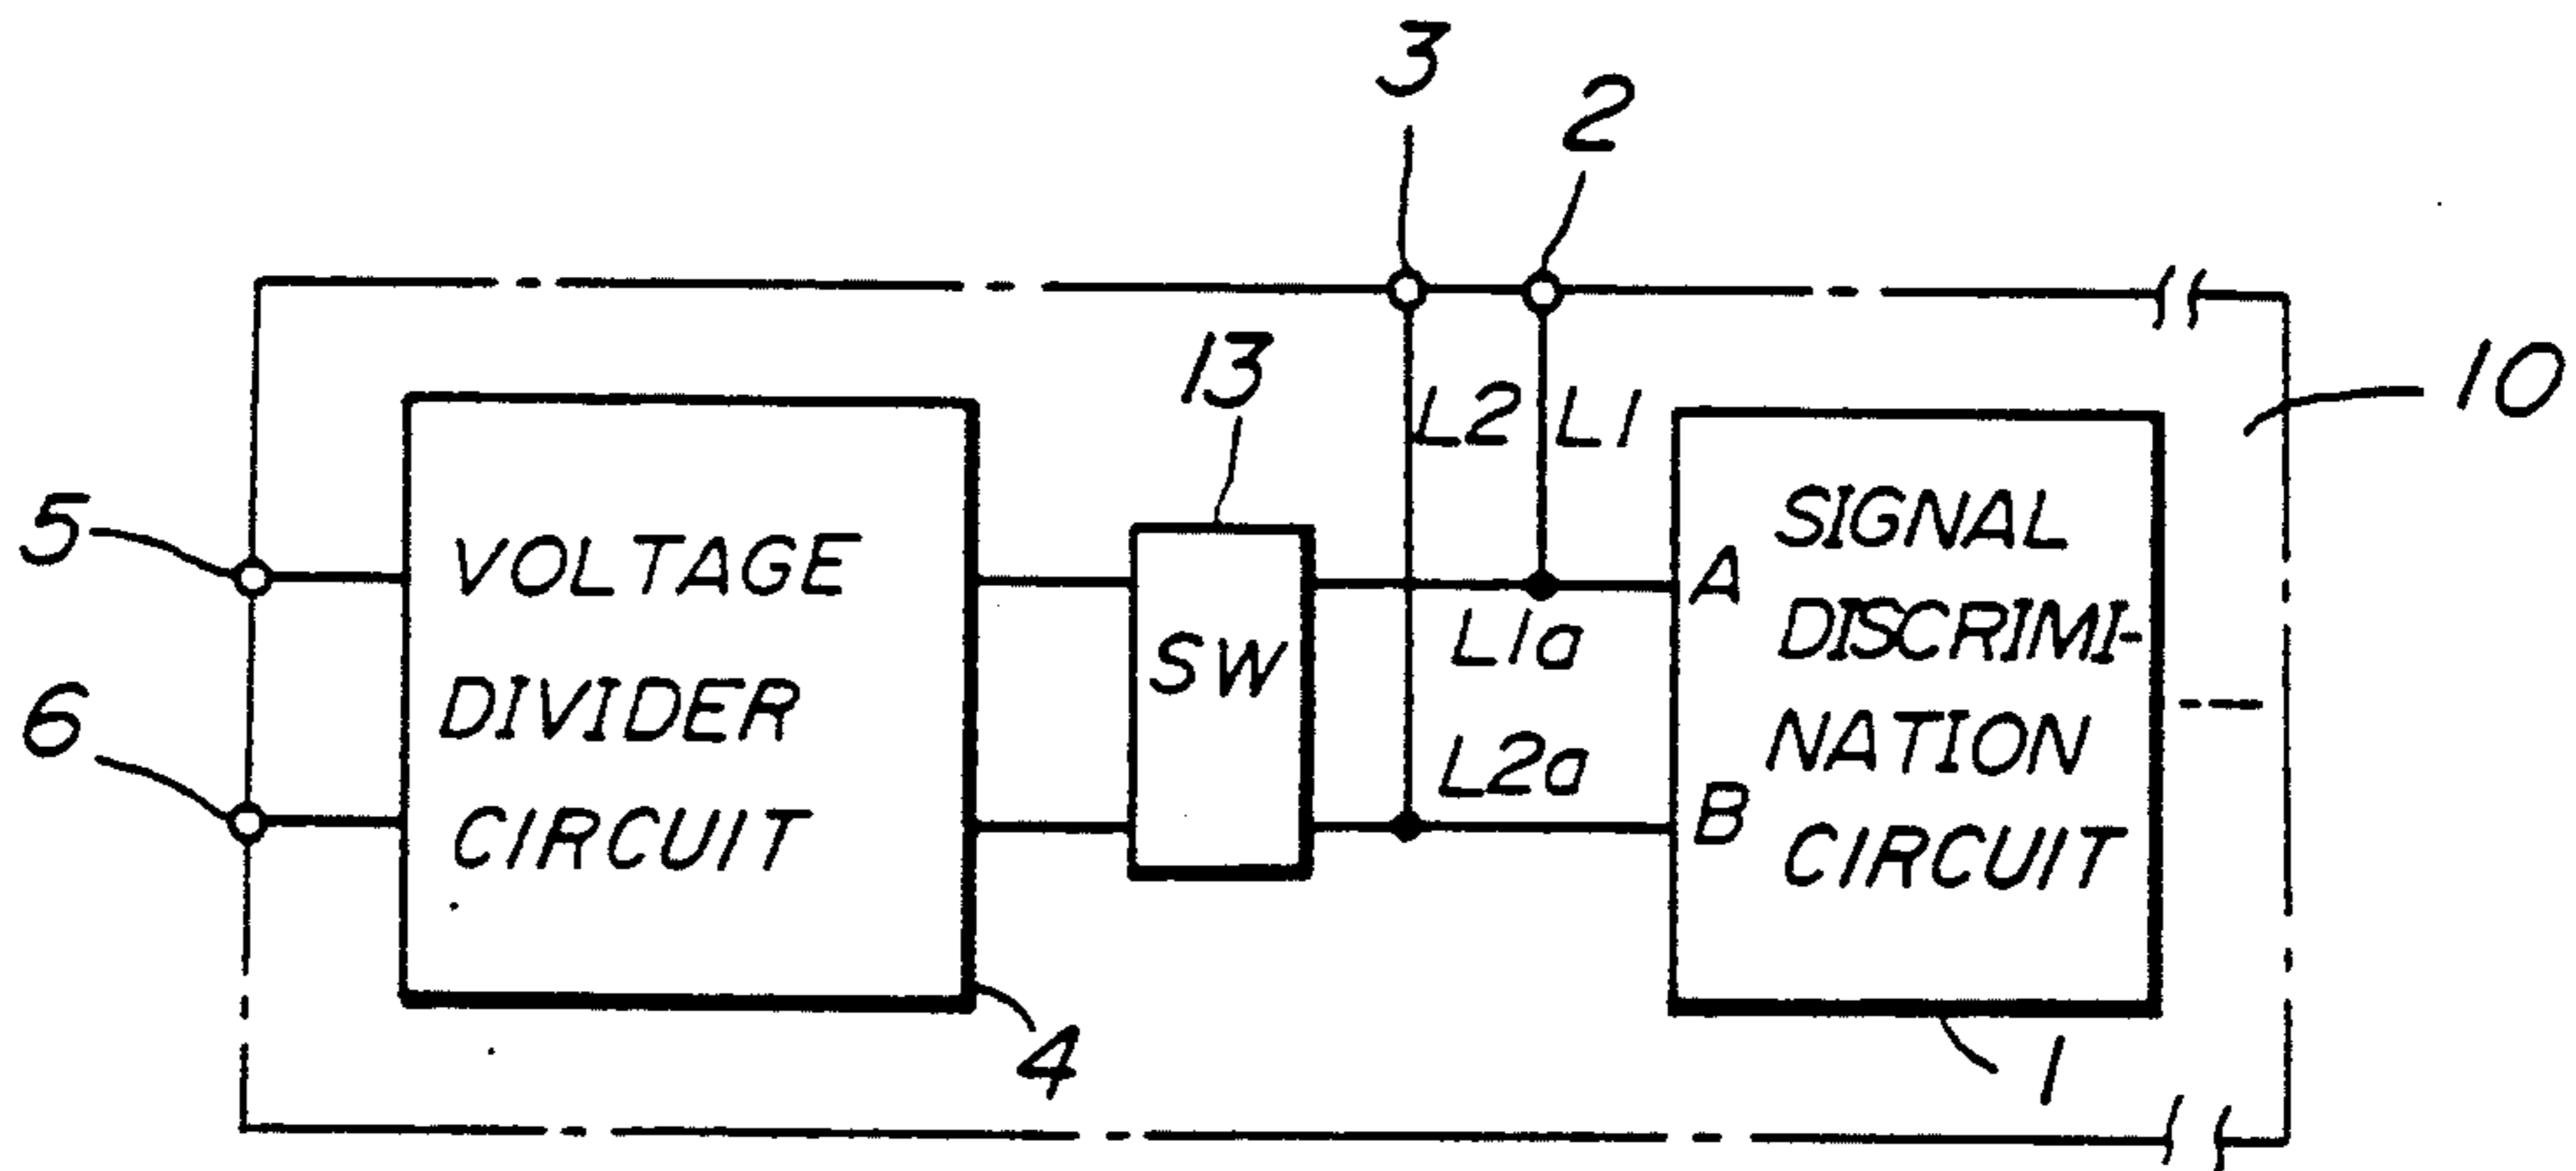 3
2
13
10
L2
L1
5
6
VOLTAGE
DIVIDER
CIRCUIT
SW
L1a
L2a
A
B
SIGNAL
DISCRIMI-
NATION
CIRCUIT
4
1